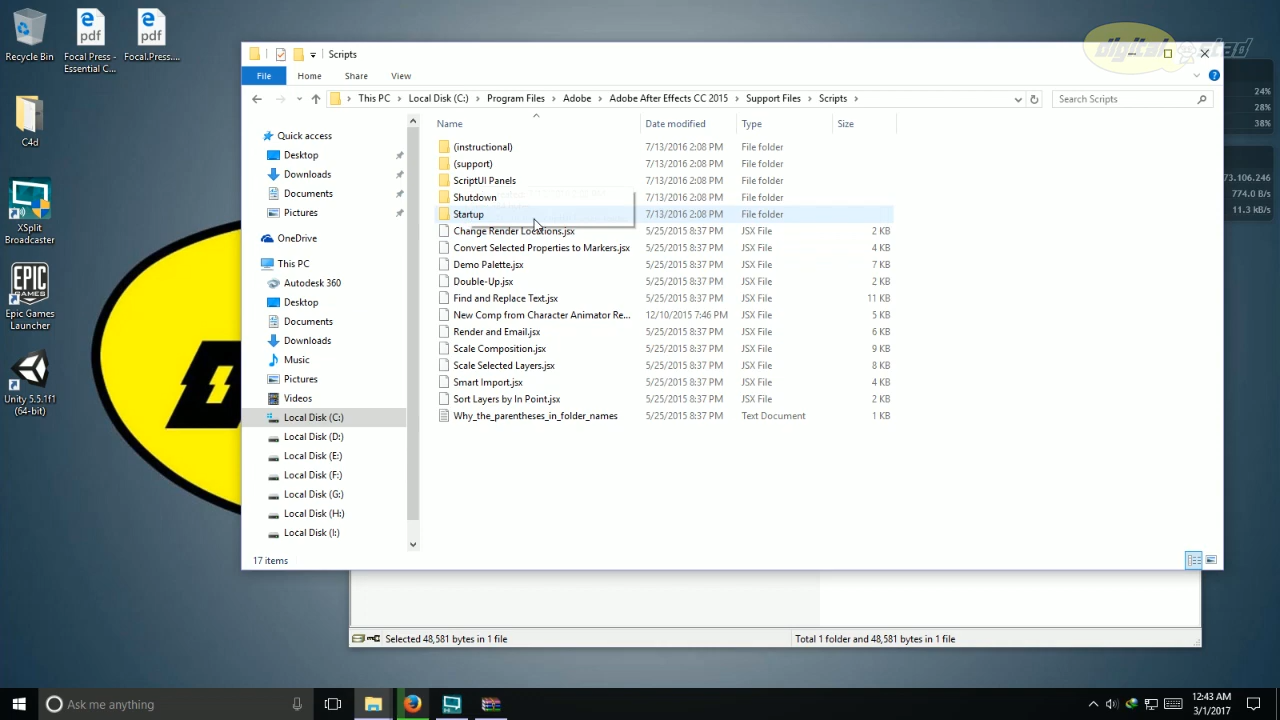 Recycle Bin
Focal Press - Essential C...
Focal.Press....
C4d
XSplit Broadcaster
Epic Games Launcher
EPIC GAMES
Unity 5.5.1f1 (64-bit)
Scripts
digital
File Home Share View
This PC > Local Disk (C:) > Program Files > Adobe > Adobe After Effects CC 2015 > Support Files > Scripts >
Search Scripts
Name Date modified Type Size
Quick access
Desktop
Downloads
Documents
Pictures
OneDrive
This PC
Autodesk 360
Desktop
Documents
Downloads
Music
Pictures
Videos
Local Disk (C:)
Local Disk (D:)
Local Disk (E:)
Local Disk (F:)
Local Disk (G:)
Local Disk (H:)
Local Disk (I:)
(instructional) 7/13/2016 2:08 PM File folder
(support) 7/13/2016 2:08 PM File folder
ScriptUI Panels 7/13/2016 2:08 PM File folder
Shutdown 7/13/2016 2:08 PM File folder
Startup 7/13/2016 2:08 PM File folder
Change Render Locations.jsx 5/25/2015 8:37 PM JSX File 2 KB
Convert Selected Properties to Markers.jsx 5/25/2015 8:37 PM JSX File 4 KB
Demo Palette.jsx 5/25/2015 8:37 PM JSX File 7 KB
Double-Up.jsx 5/25/2015 8:37 PM JSX File 2 KB
Find and Replace Text.jsx 5/25/2015 8:37 PM JSX File 11 KB
New Comp from Character Animator Re... 12/10/2015 7:46 PM JSX File 5 KB
Render and Email.jsx 5/25/2015 8:37 PM JSX File 6 KB
Scale Composition.jsx 5/25/2015 8:37 PM JSX File 9 KB
Scale Selected Layers.jsx 5/25/2015 8:37 PM JSX File 8 KB
Smart Import.jsx 5/25/2015 8:37 PM JSX File 4 KB
Sort Layers by In Point.jsx 5/25/2015 8:37 PM JSX File 2 KB
Why_the_parentheses_in_folder_names 5/25/2015 8:37 PM Text Document 1 KB
17 items
24%
28%
38%
73.106.246
774.0 B/s
11.3 kB/s
Selected 48,581 bytes in 1 file
Total 1 folder and 48,581 bytes in 1 file
Ask me anything
12:43 AM
3/1/2017